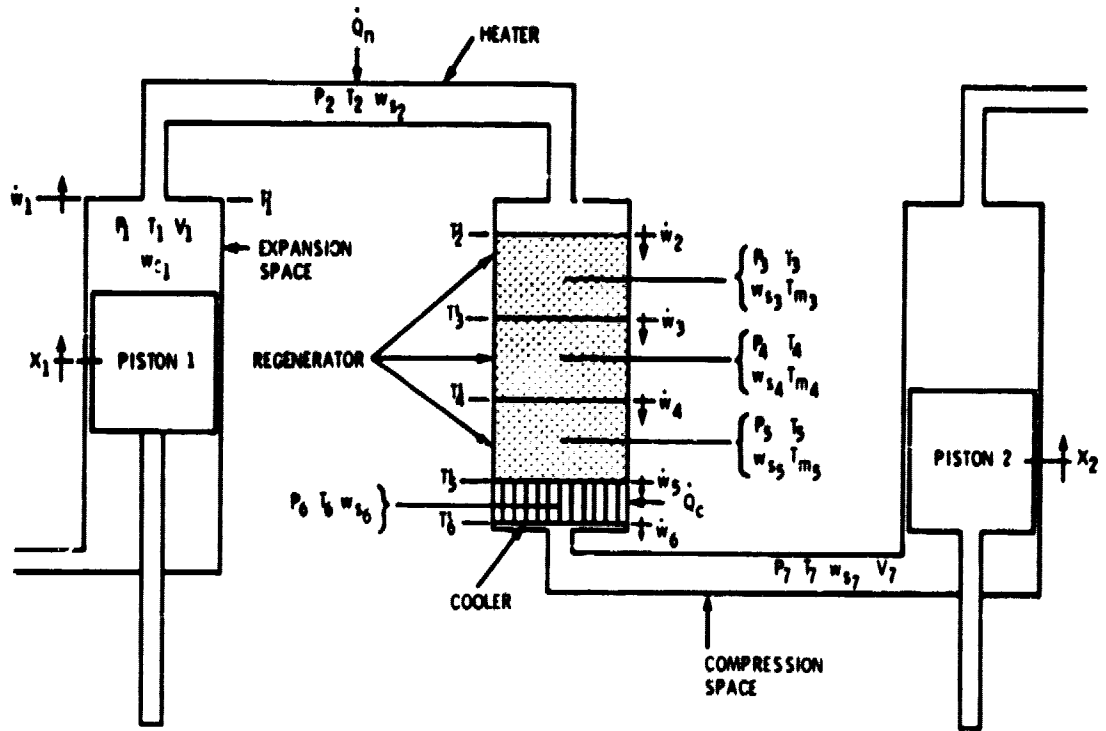 Q̇n
HEATER
P2 T2 ws2
ẇ1
P1 T1 V1
EXPANSION
SPACE
X1
PISTON 1
REGENERATOR
ẇ2
P3 T3
ws3 Tm3
ẇ3
P4 T4
ws4 Tm4
ẇ4
P5 T5
ws5 Tm5
ẇ5
Q̇c
P6 T6 ws6
ẇ6
COOLER
PISTON 2
X2
P7 T7 ws7 V7
COMPRESSION
SPACE